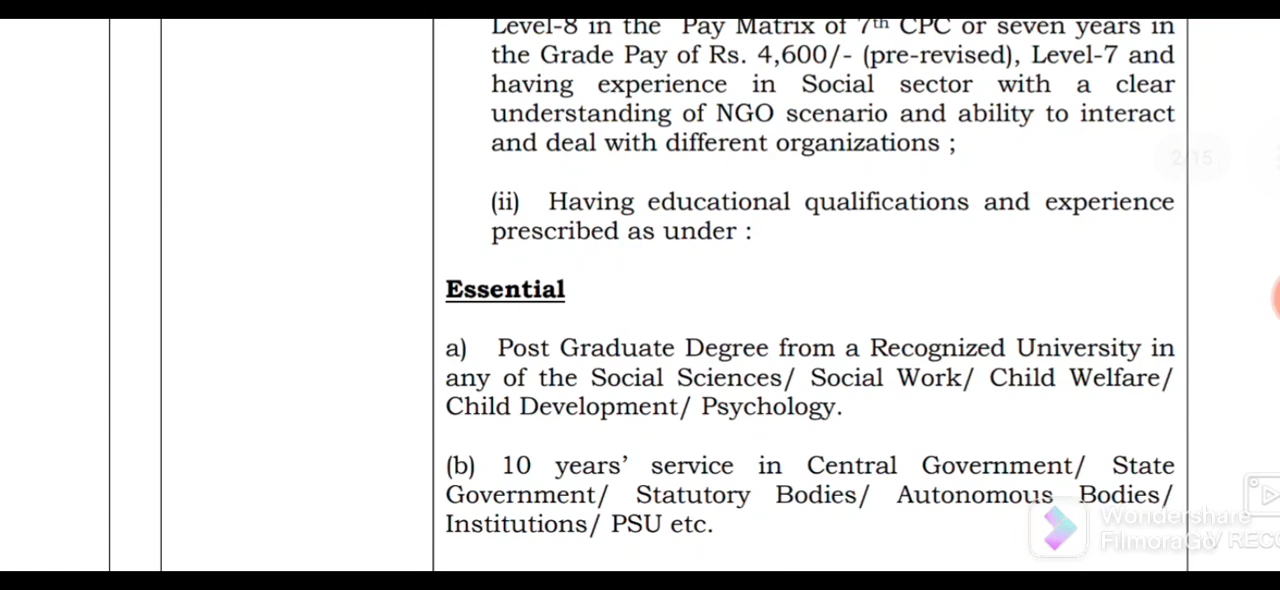 Level-8 in the Pay Matrix of 7th CPC or seven years in
the Grade Pay of Rs. 4,600/- (pre-revised), Level-7 and
having experience in Social sector with a clear
understanding of NGO scenario and ability to interact
and deal with different organizations ;
2/15
(ii) Having educational qualifications and experience
prescribed as under :
Essential
a) Post Graduate Degree from a Recognized University in
any of the Social Sciences/ Social Work/ Child Welfare/
Child Development/ Psychology.
(b) 10 years’ service in Central Government/ State
Government/ Statutory Bodies/ Autonomous Bodies/
Institutions/ PSU etc.
Wondershare
FilmoraGo